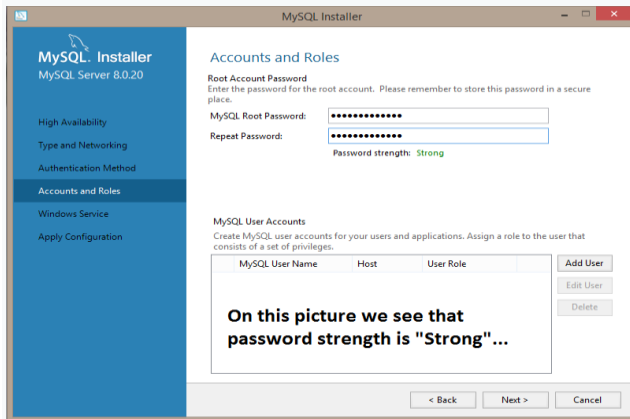 MySQL Installer
MySQL. Installer
MySQL Server 8.0.20
High Availability
Type and Networking
Authentication Method
Accounts and Roles
Windows Service
Apply Configuration
Accounts and Roles
Root Account Password
Enter the password for the root account. Please remember to store this password in a secure
place.
MySQL Root Password: •••••••••••••
Repeat Password: •••••••••••••
Password strength: Strong
MySQL User Accounts
Create MySQL user accounts for your users and applications. Assign a role to the user that
consists of a set of privileges.
MySQL User Name Host User Role
Add User
Edit User
Delete
On this picture we see that
password strength is "Strong"...
< Back Next > Cancel